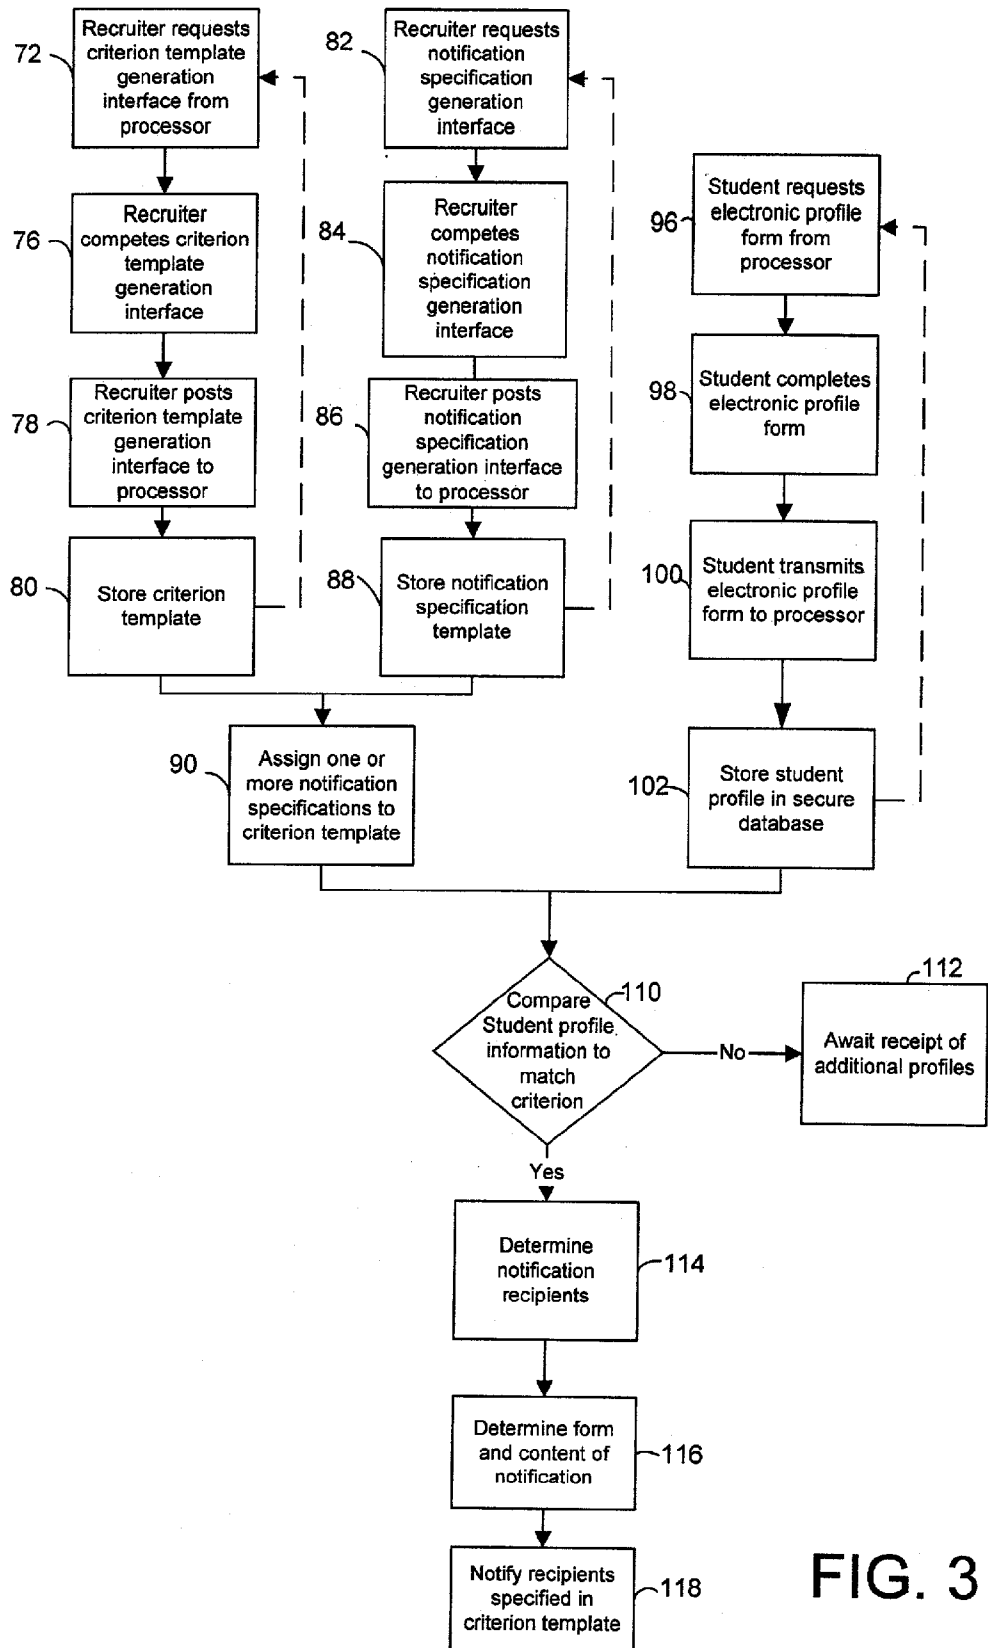 72
Recruiter requests
criterion template
generation
interface from
processor
82
Recruiter requests
notification
specification
generation
interface
76
Recruiter
competes criterion
template
generation
interface
84
Recruiter
competes
notification
specification
generation
interface
96
Student requests
electronic profile
form from
processor
78
Recruiter posts
criterion template
generation
interface to
processor
86
Recruiter posts
notification
specification
generation interface
to processor
98
Student completes
electronic profile
form
80
Store criterion
template
88
Store notification
specification
template
100
Student transmits
electronic profile
form to processor
90
Assign one or
more notification
specifications to
criterion template
102
Store student
profile in secure
database
110
Compare
Student profile
information to
match
criterion
No
112
Await receipt of
additional profiles
Yes
Determine
notification
recipients
114
Determine form
and content of
notification
116
Notify recipients
specified in
criterion template
118
FIG. 3